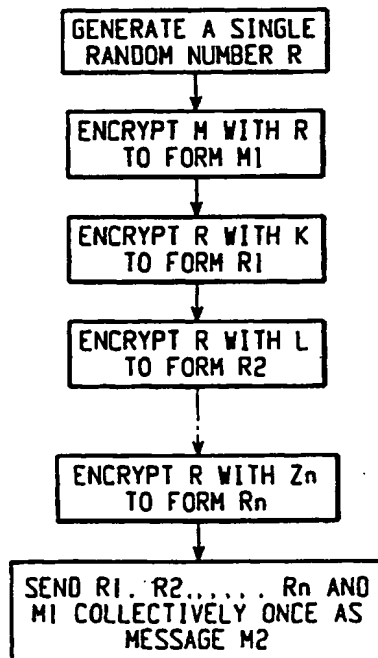 GENERATE A SINGLE
RANDOM NUMBER R
ENCRYPT M WITH R
TO FORM M1
ENCRYPT R WITH K
TO FORM R1
ENCRYPT R WITH L
TO FORM R2
ENCRYPT R WITH Zn
TO FORM Rn
SEND R1. R2...... Rn AND
M1 COLLECTIVELY ONCE AS
MESSAGE M2